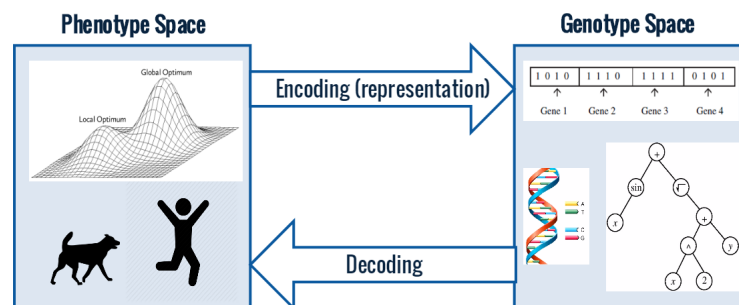 Phenotype Space
Genotype Space
Global Optimum
Local Optimum
Encoding (representation)
1 0 1 0 1 1 1 0 1 1 1 1 0 1 0 1
Gene 1 Gene 2 Gene 3 Gene 4
A
T
C
G
+
sin √
x +
^ y
x 2
Decoding